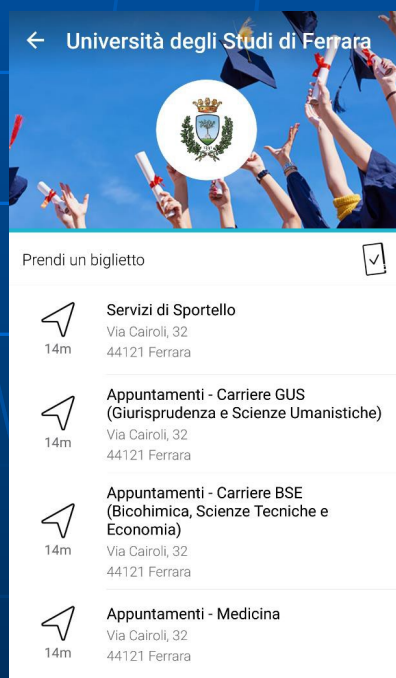 Università degli Studi di Ferrara
Prendi un biglietto
Servizi di Sportello
Via Cairoli, 32
14m
44121 Ferrara
Appuntamenti - Carriere GUS
(Giurisprudenza e Scienze Umanistiche)
Via Cairoli, 32
14m
44121 Ferrara
Appuntamenti - Carriere BSE
(Bicohimica, Scienze Tecniche e
Economia)
14m
Via Cairoli, 32
44121 Ferrara
Appuntamenti - Medicina
Via Cairoli, 32
14m
44121 Ferrara